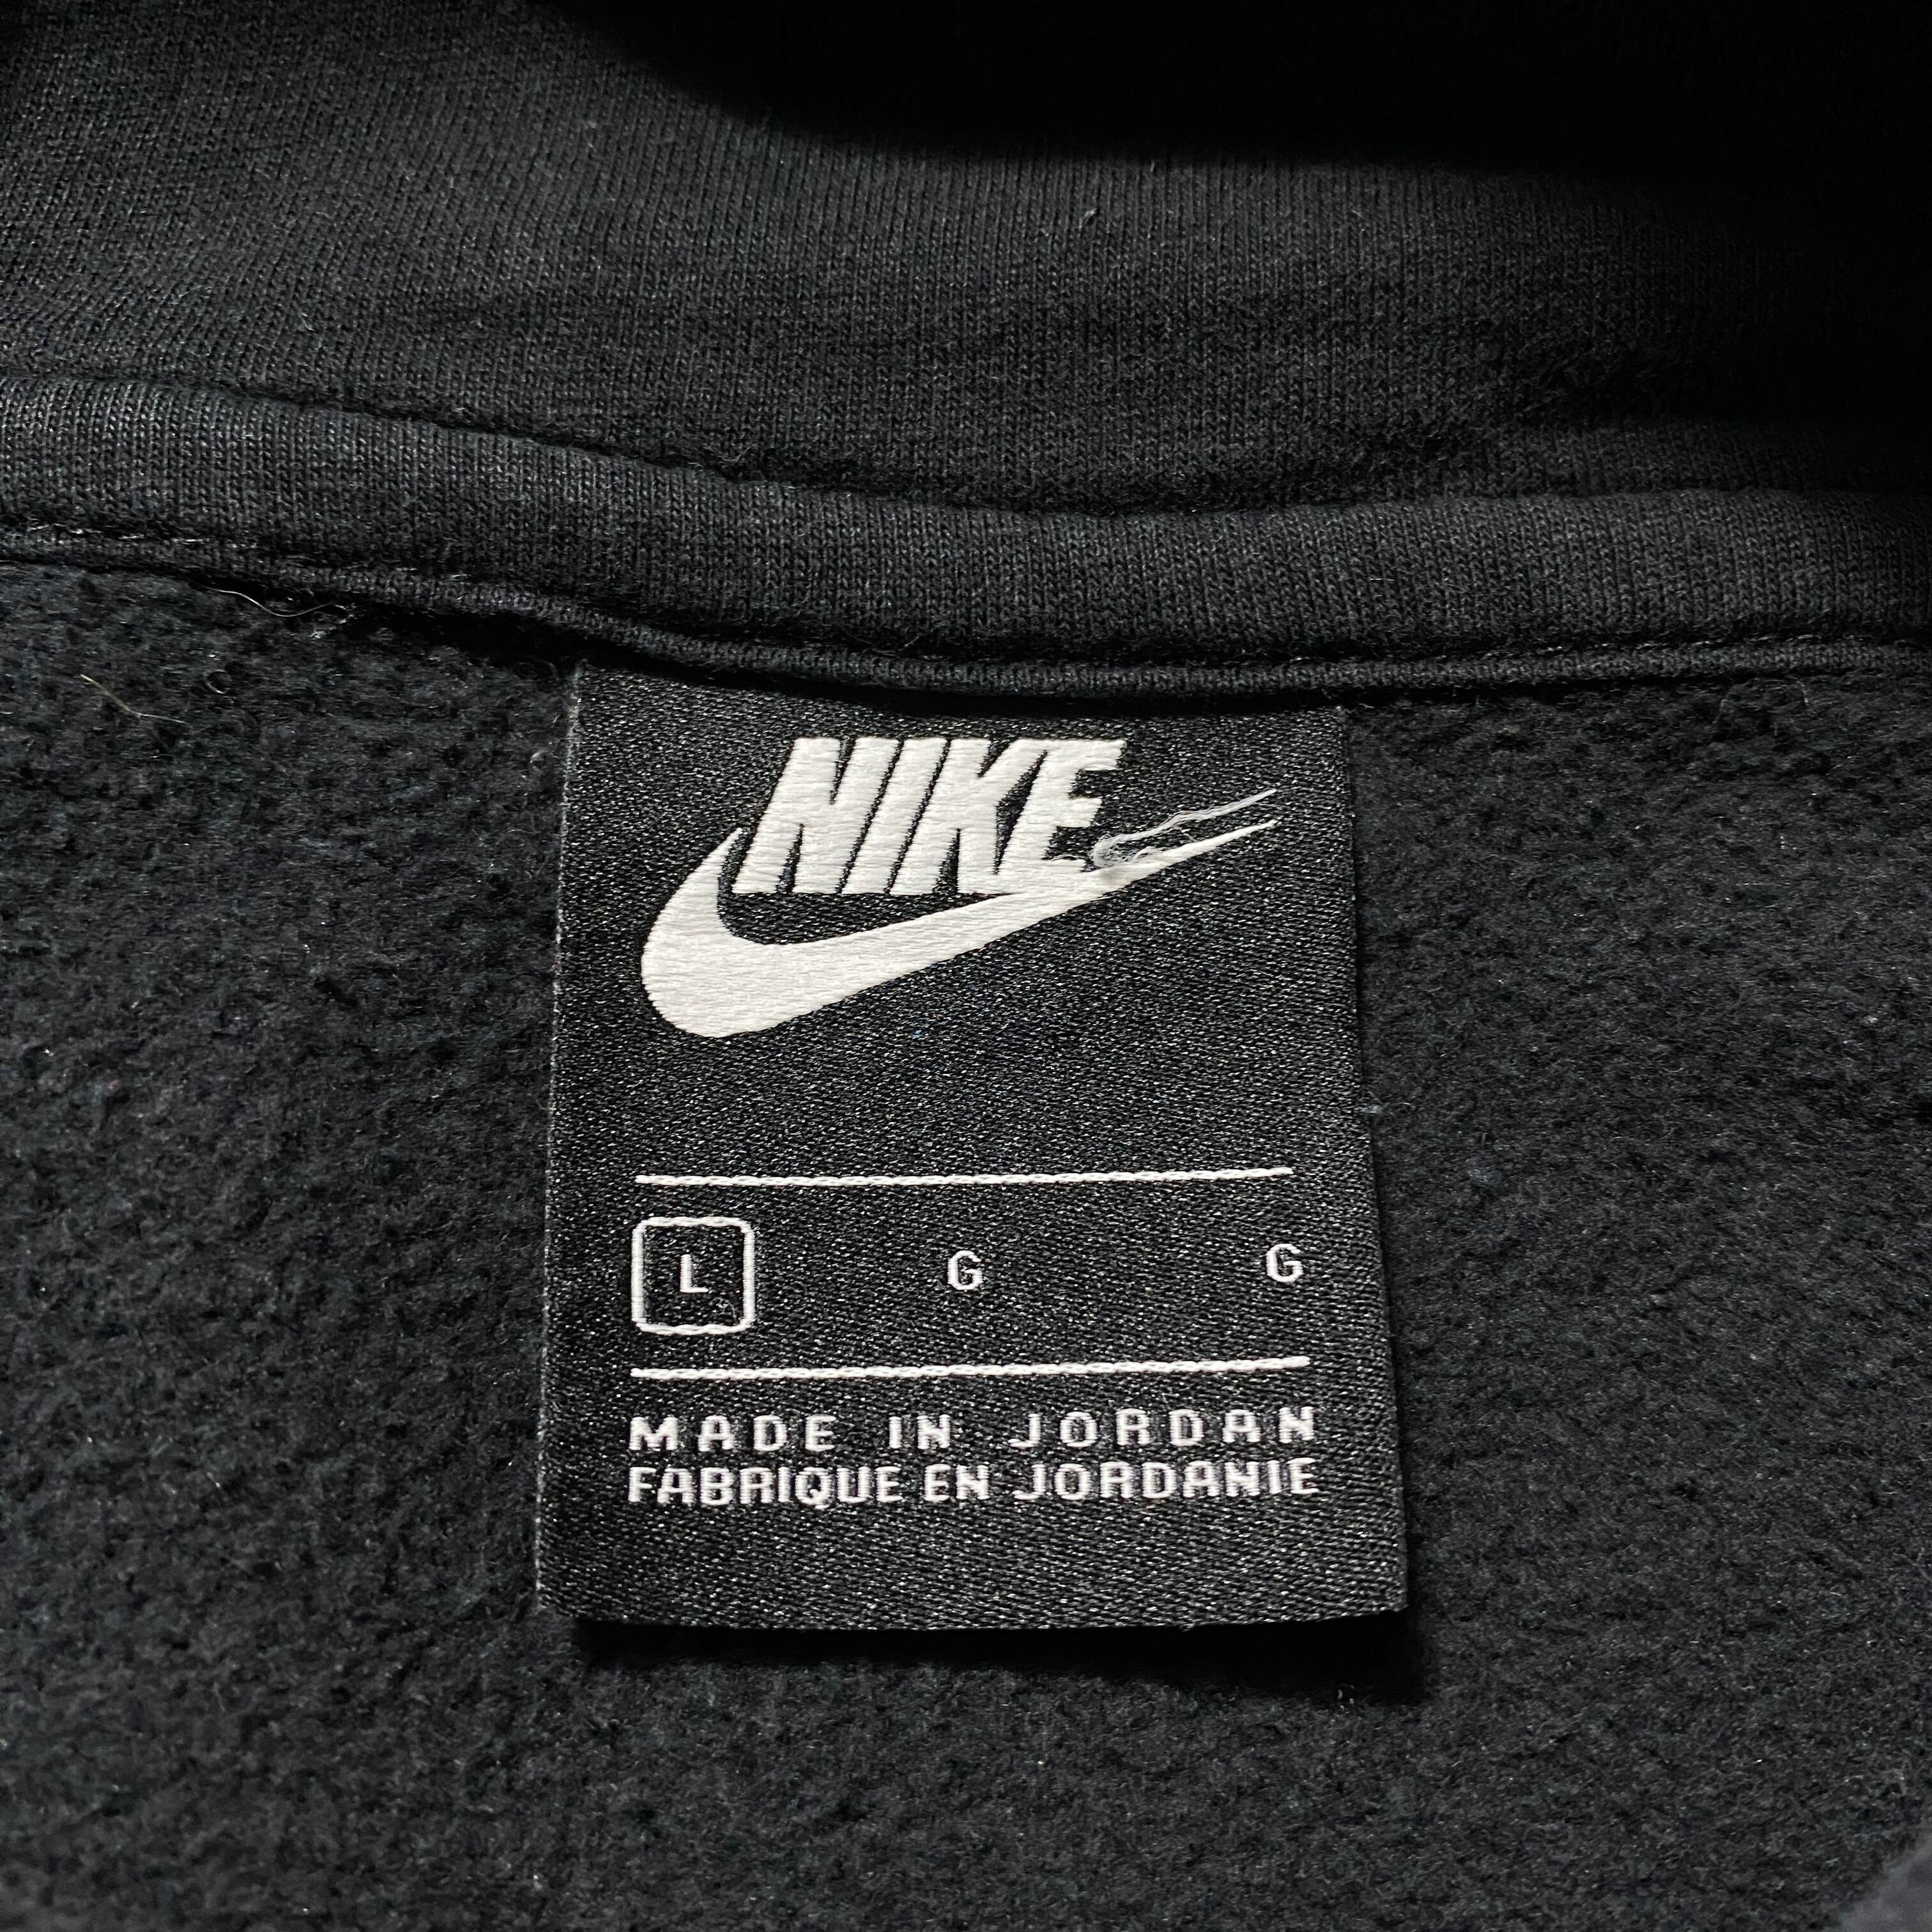 NIKE
L G G
MADE IN JORDAN
FABRIQUE EN JORDANIE